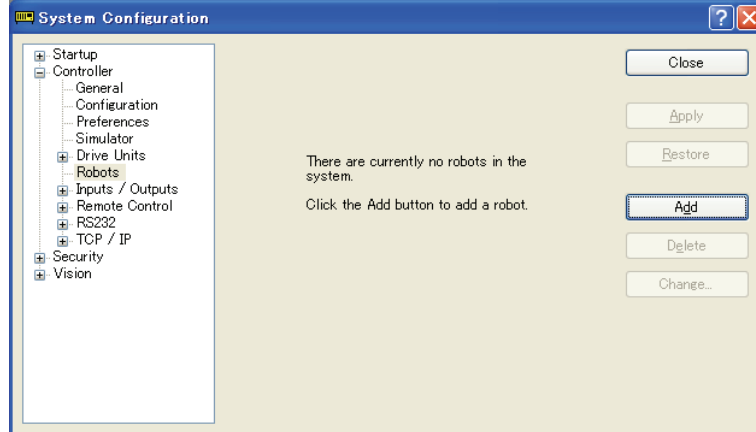 System Configuration
Startup
Controller
General
Configuration
Preferences
Simulator
Drive Units
Robots
Inputs / Outputs
Remote Control
RS232
TCP / IP
Security
Vision
There are currently no robots in the
system.
Click the Add button to add a robot.
Close
Apply
Restore
Add
Delete
Change...